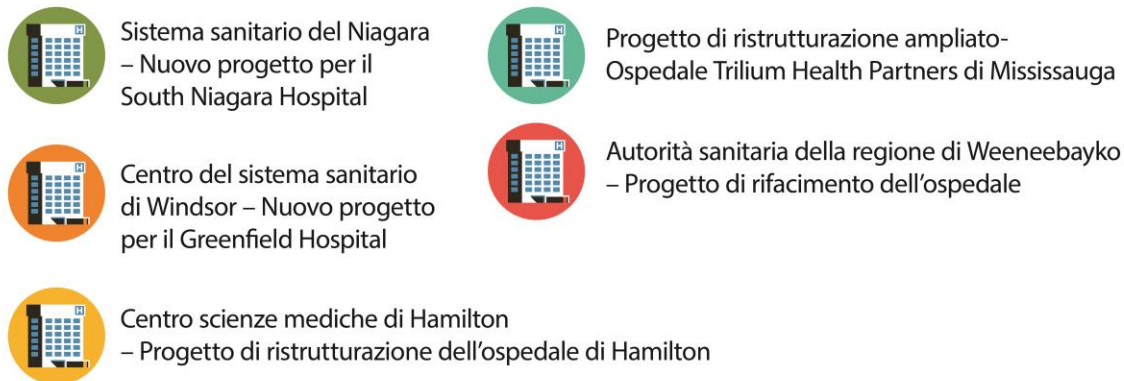 Sistema sanitario del Niagara
– Nuovo progetto per il
South Niagara Hospital
Centro del sistema sanitario
di Windsor – Nuovo progetto
per il Greenfield Hospital
Centro scienze mediche di Hamilton
– Progetto di ristrutturazione dell’ospedale di Hamilton
Progetto di ristrutturazione ampliato-
Ospedale Trilium Health Partners di Mississauga
Autorità sanitaria della regione di Weeneebayko
– Progetto di rifacimento dell’ospedale
H
H
H
H
H